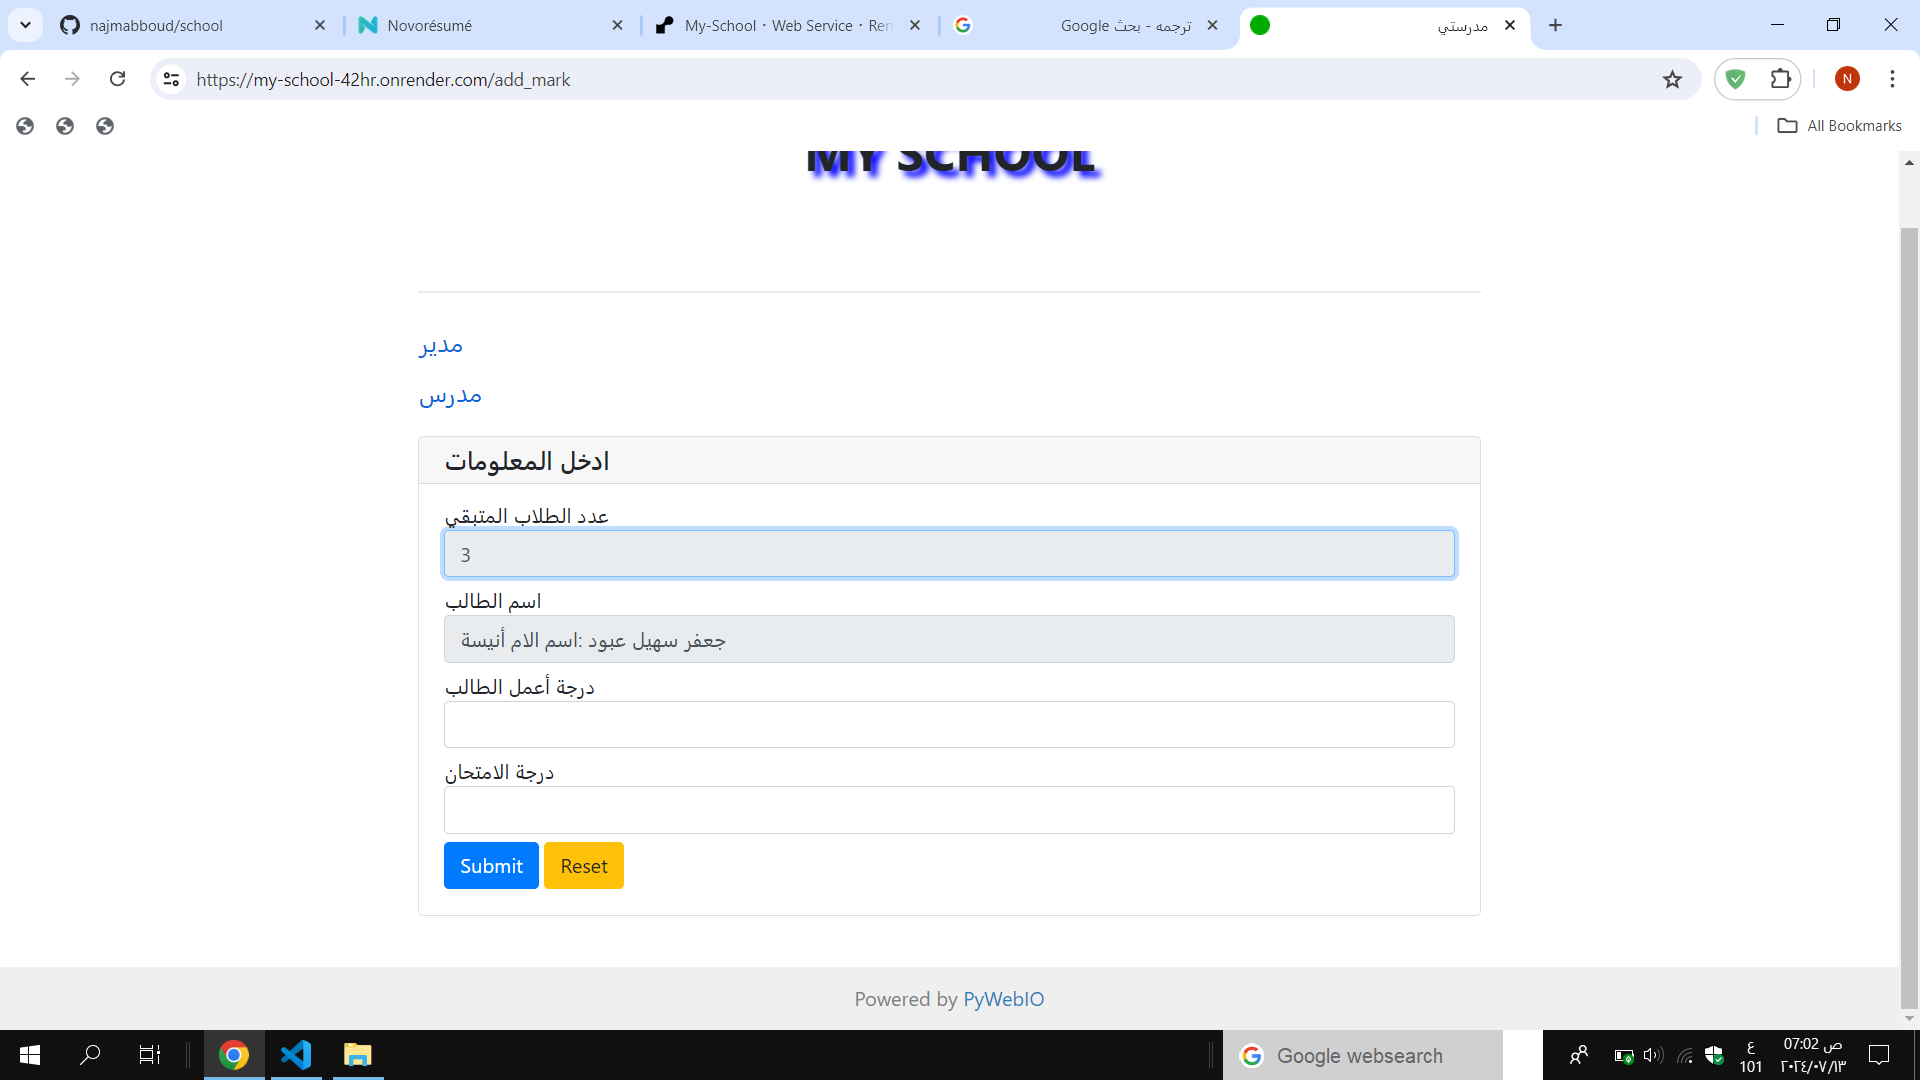 najmabboud/school
Novorésumé
My-School · Web Service · Ren
ترجمه - بحث Google
مدرستي
https://my-school-42hr.onrender.com/add_mark
N
All Bookmarks
MY SCHOOL
مدير
مدرس
ادخل المعلومات
عدد الطلاب المتبقي
3
اسم الطالب
جعفر سهيل عبود :اسم الام أنيسة
درجة أعمل الطالب
درجة الامتحان
Submit
Reset
Powered by PyWebIO
Google websearch
ع
101
07:02 ص
٢٠٢٤/٠٧/١٣